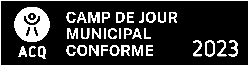 ACQ
CAMP DE JOUR
MUNICIPAL
CONFORME 2023